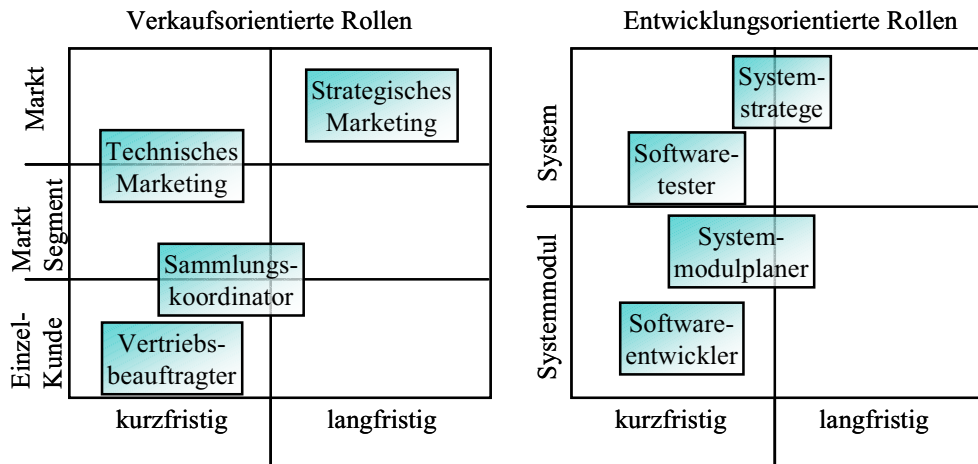 Verkaufsorientierte Rollen
Markt
Markt
Segment
Einzel-
Kunde
Strategisches
Marketing
Technisches
Marketing
Sammlungs-
koordinator
Vertriebs-
beauftragter
kurzfristig
langfristig
Entwicklungsorientierte Rollen
System
Systemmodul
System-
stratege
Software-
tester
System-
modulplaner
Software-
entwickler
kurzfristig
langfristig